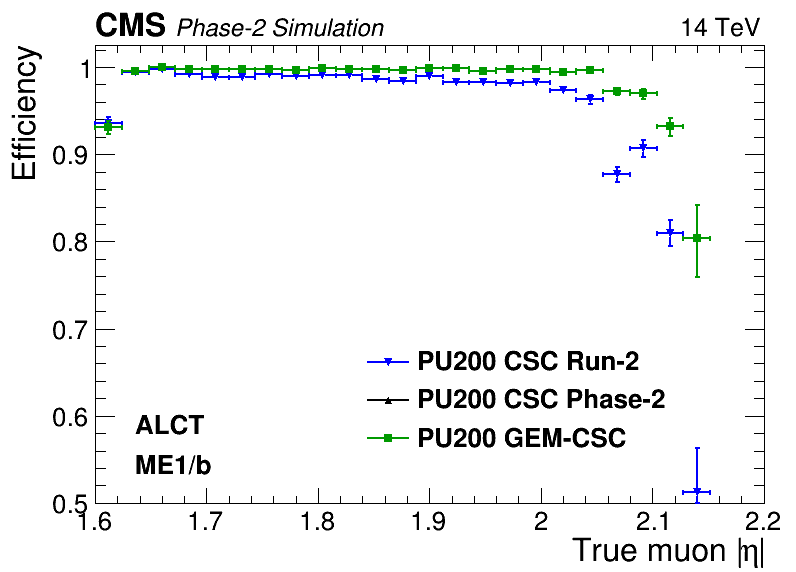 CMS Phase-2 Simulation 14 TeV
Efficiency
1
0.9
0.8
0.7
0.6
0.5
PU200 CSC Run-2
PU200 CSC Phase-2
PU200 GEM-CSC
ALCT
ME1/b
1.6 1.7 1.8 1.9 2 2.1 2.2
True muon |η|